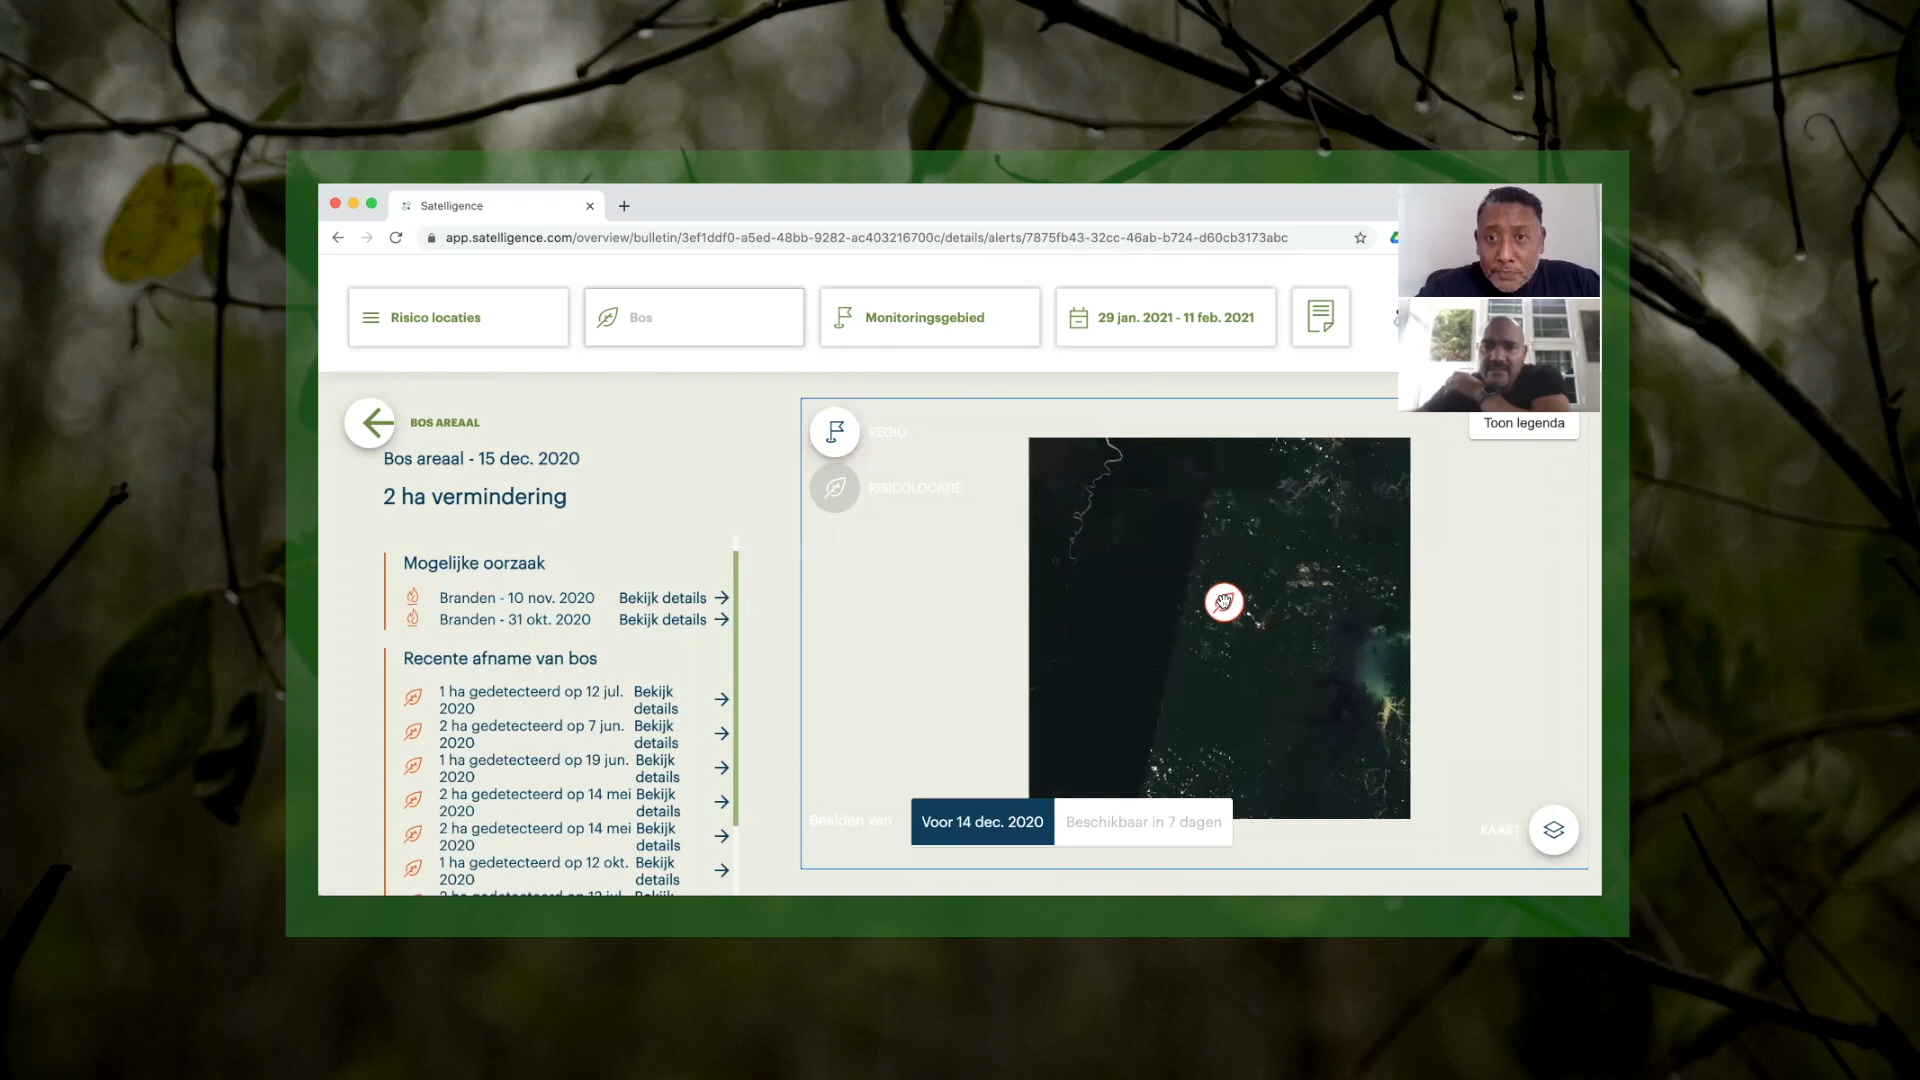 Satelligence
app.satelligence.com/overview/bulletin/3ef1ddf0-a5ed-48bb-9282-ac403216700c/details/alerts/7875fb43-32cc-46ab-b724-d60cb3173abc
Risico locaties
Bos
Monitoringsgebied
29 jan. 2021 - 11 feb. 2021
BOS AREAAL
Bos areaal - 15 dec. 2020
2 ha vermindering
Mogelijke oorzaak
Branden - 10 nov. 2020 Bekijk details
Branden - 31 okt. 2020 Bekijk details
Recente afname van bos
1 ha gedetecteerd op 12 jul. Bekijk
2020 details
2 ha gedetecteerd op 7 jun. Bekijk
2020 details
1 ha gedetecteerd op 19 jun. Bekijk
2020 details
2 ha gedetecteerd op 14 mei Bekijk
2020 details
2 ha gedetecteerd op 14 mei Bekijk
2020 details
1 ha gedetecteerd op 12 okt. Bekijk
2020 details
REGIO
RISICOLOCATIE
Toon legenda
Beelden van
Voor 14 dec. 2020
Beschikbaar in 7 dagen
KAART